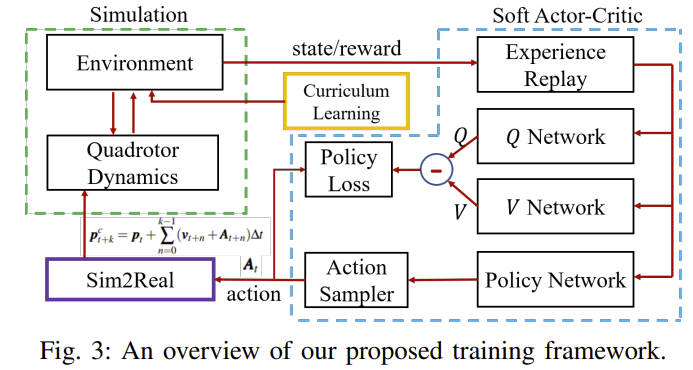 Simulation
Soft Actor-Critic
Environment
state/reward
Experience
Replay
Curriculum
Learning
Quadrotor
Dynamics
Policy
Loss
-
Q
Q Network
V
V Network
p^c_{t+k} = p_t + \sum_{n=0}^{k-1} (v_{t+n} + A_{t+n})Δt
A_t
Sim2Real
action
Action
Sampler
Policy Network
Fig. 3: An overview of our proposed training framework.